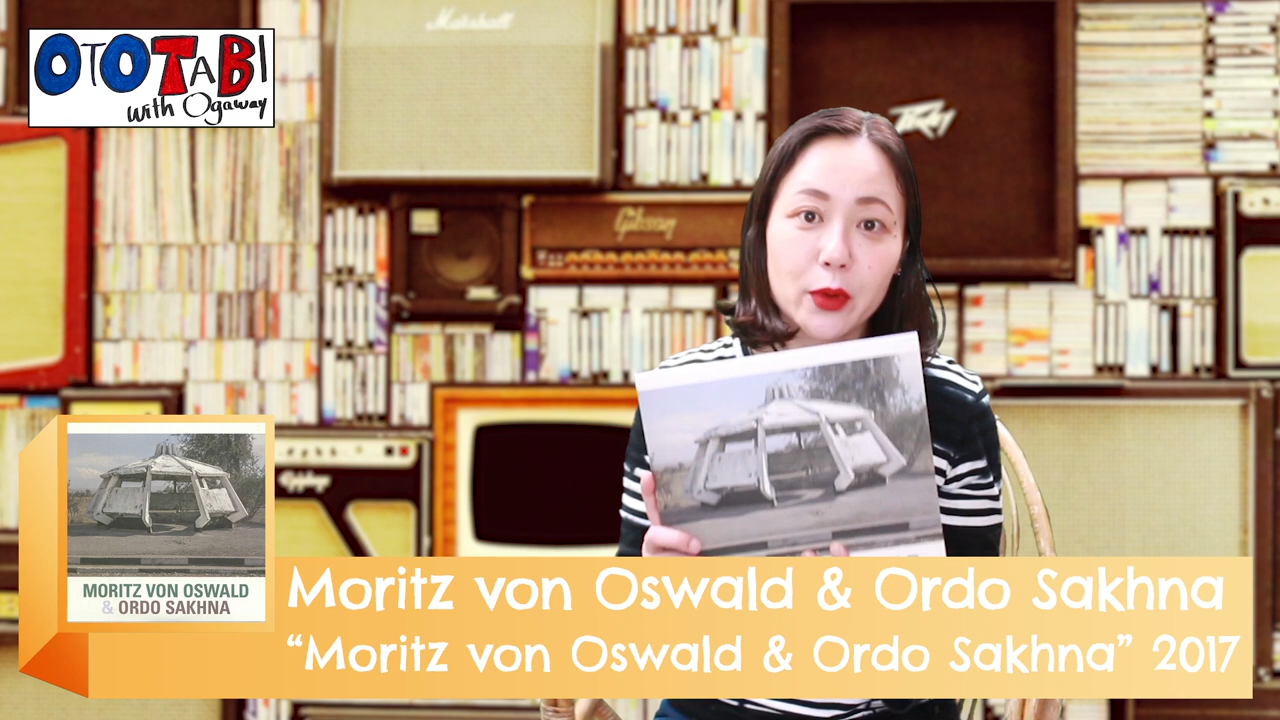 OTOTABI
with Ogaway
Marshall
PEAVEY
Gibson
Epiphone
MORITZ VON OSWALD
& ORDO SAKHNA
Moritz von Oswald & Ordo Sakhna
“Moritz von Oswald & Ordo Sakhna” 2017